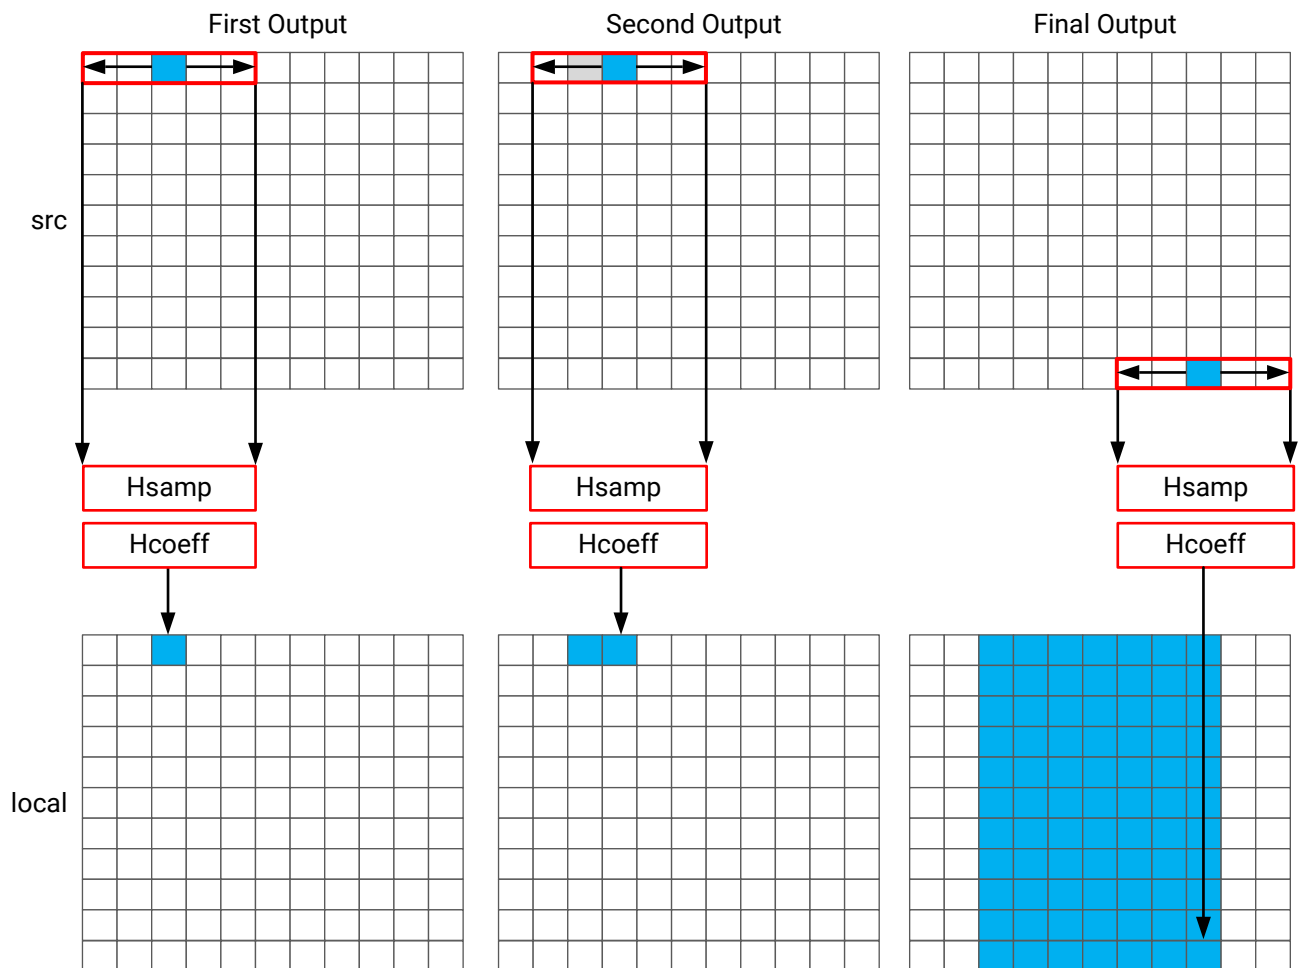 First Output
Second Output
Final Output
src
Hsamp
Hsamp
Hsamp
Hcoeff
Hcoeff
Hcoeff
local